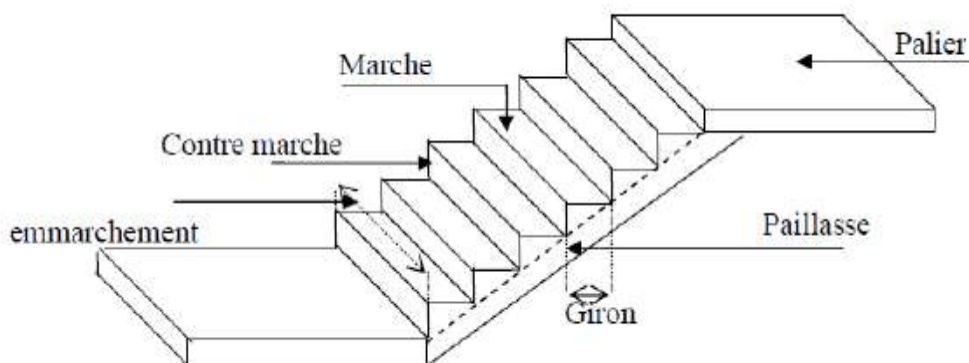 Palier
Marche
Contre marche
emmarchement
Paillasse
Giron